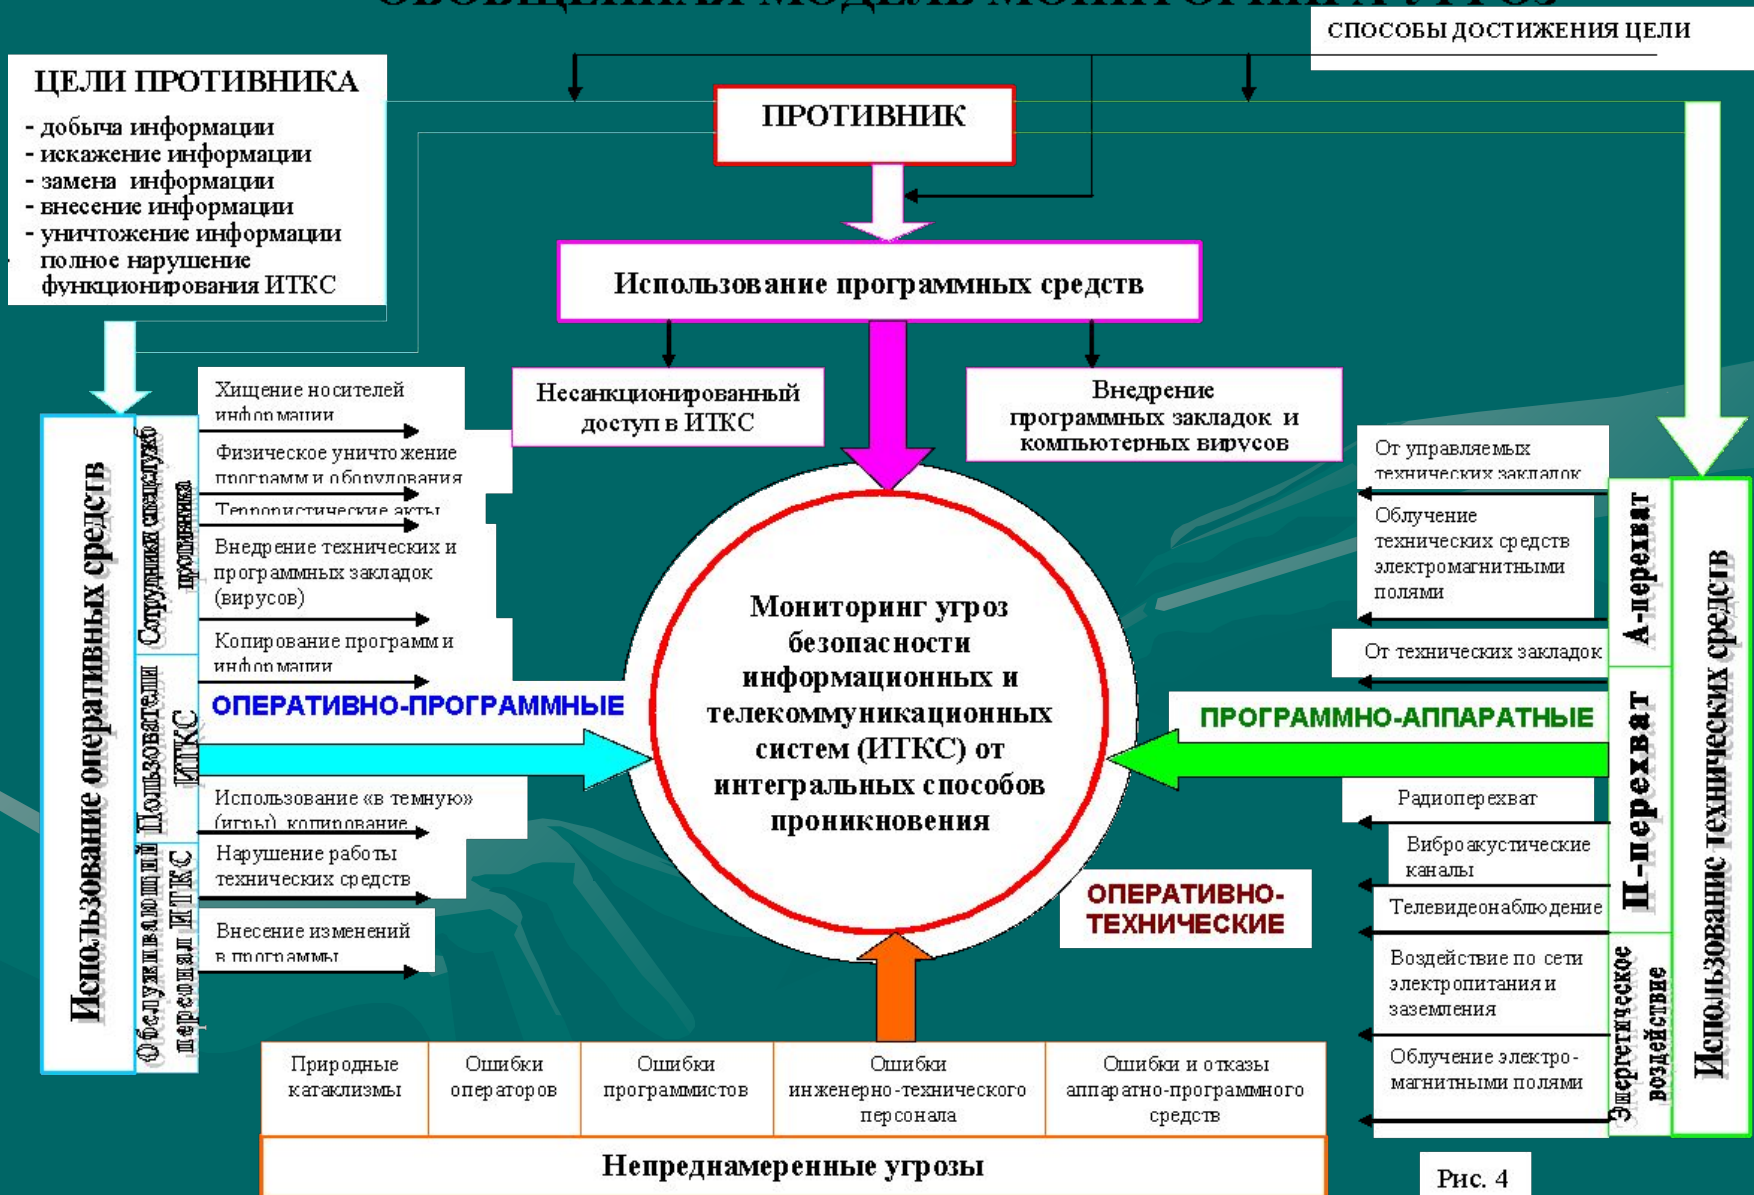 ОБОБЩЕННАЯ МОДЕЛЬ МОНИТОРИНГА УГРОЗ
СПОСОБЫ ДОСТИЖЕНИЯ ЦЕЛИ
ЦЕЛИ ПРОТИВНИКА
- добыча информации
- искажение информации
- замена информации
- внесение информации
- уничтожение информации
- полное нарушение
функционирования ИТКС
ПРОТИВНИК
Использование программных средств
Несанкционированный
доступ в ИТКС
Внедрение
программных закладок и
компьютерных вирусов
Использование оперативных средств
Сотрудники спецслужб
противника
Пользователи
ИТКС
Обслуживающий
персонал ИТКС
Хищение носителей
информации
Физическое уничтожение
программ и оборудования
Террористические акты
Внедрение технических и
программных закладок
(вирусов)
Копирование программ и
информации
ОПЕРАТИВНО-ПРОГРАММНЫЕ
Использование «в темную»
(игры), копирование
Нарушение работы
технических средств
Внесение изменений
в программы
Мониторинг угроз
безопасности
информационных и
телекоммуникационных
систем (ИТКС) от
интегральных способов
проникновения
От управляемых
технических закладок
Облучение
технических средств
электромагнитными
полями
От технических закладок
ПРОГРАММНО-АППАРАТНЫЕ
Радиоперехват
Виброакустические
каналы
Телевидеонаблюдение
Воздействие по сети
электропитания и
заземления
Облучение электро-
магнитными полями
А-перехват
П-перехват
Энергетическое
воздействие
Использование технических средств
ОПЕРАТИВНО-
ТЕХНИЧЕСКИЕ
Природные
катаклизмы
Ошибки
операторов
Ошибки
программистов
Ошибки
инженерно-технического
персонала
Ошибки и отказы
аппаратно-программного
средств
Непреднамеренные угрозы
Рис. 4